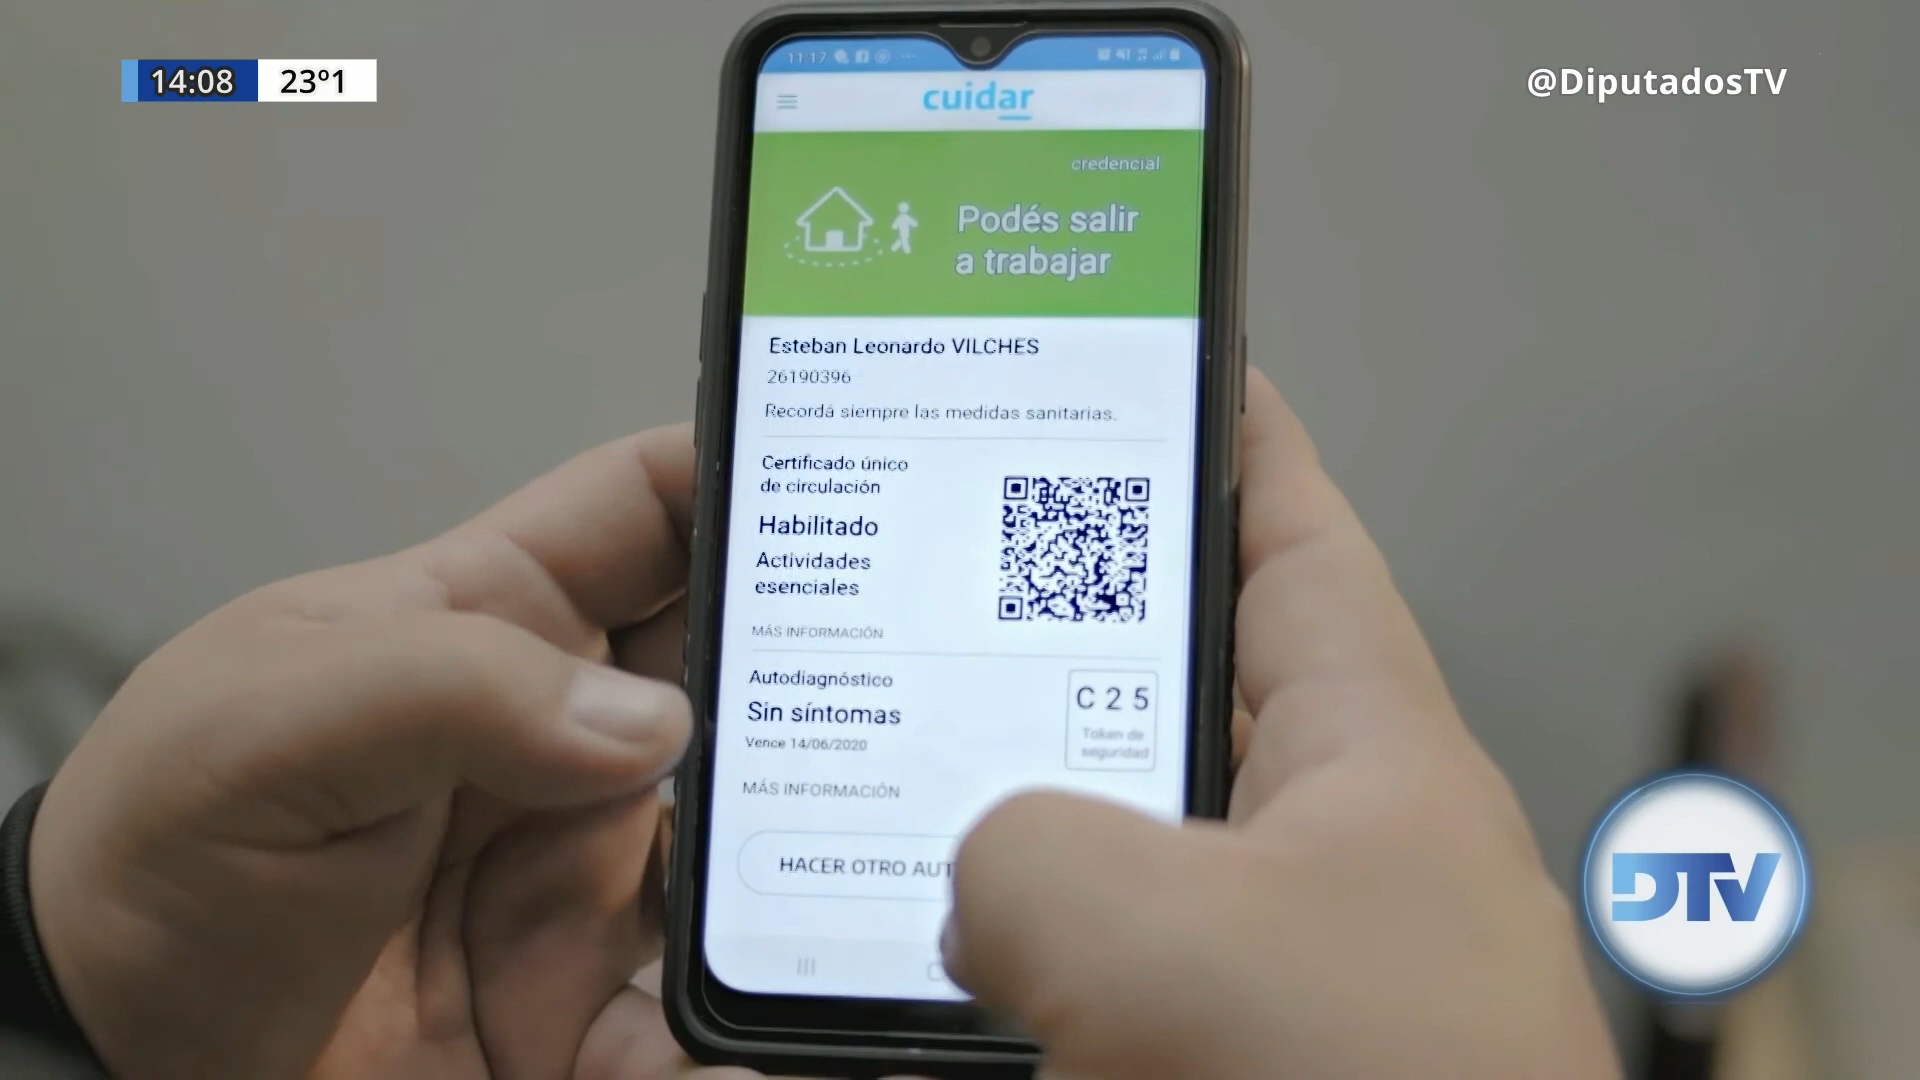 14:08 23º1
@DiputadosTV
11:17
cuidar
credencial
Podés salir
a trabajar
Esteban Leonardo VILCHES
26190396
Recordá siempre las medidas sanitarias.
Certificado único
de circulación
Habilitado
Actividades
esenciales
MÁS INFORMACIÓN
Autodiagnóstico
Sin síntomas
Vence 14/06/2020
C 2 5
Token de
seguridad
MÁS INFORMACIÓN
HACER OTRO AUT
DTV